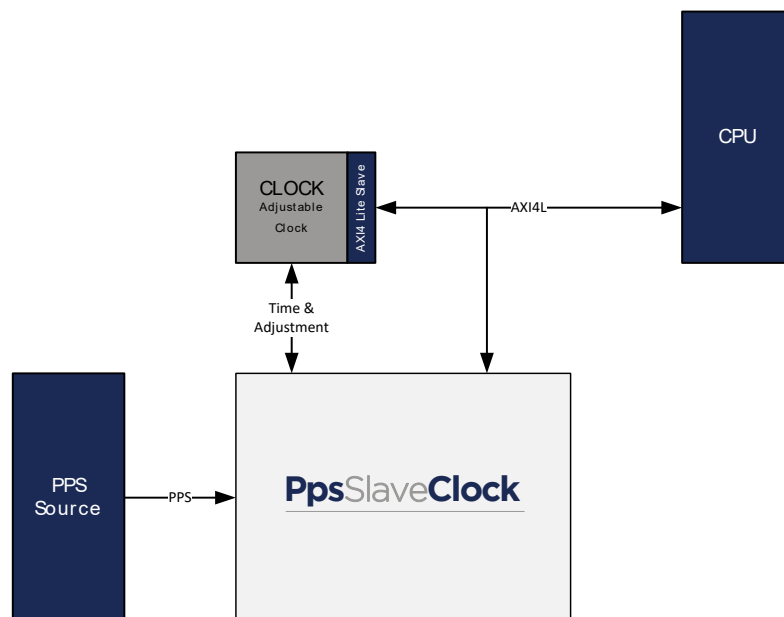 CPU
CLOCK
Adjustable
Clock
AXI4 Lite Slave
AXI4L
Time &
Adjustment
PPS
Source
PPS
PpsSlaveClock